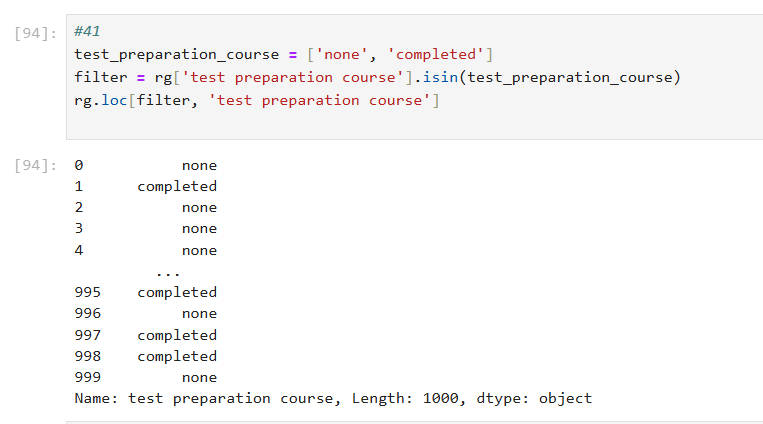 [94]: #41
test_preparation_course = ['none', 'completed']
filter = rg['test preparation course'].isin(test_preparation_course)
rg.loc[filter, 'test preparation course']
[94]: 0 none
1 completed
2 none
3 none
4 none
...
995 completed
996 none
997 completed
998 completed
999 none
Name: test preparation course, Length: 1000, dtype: object